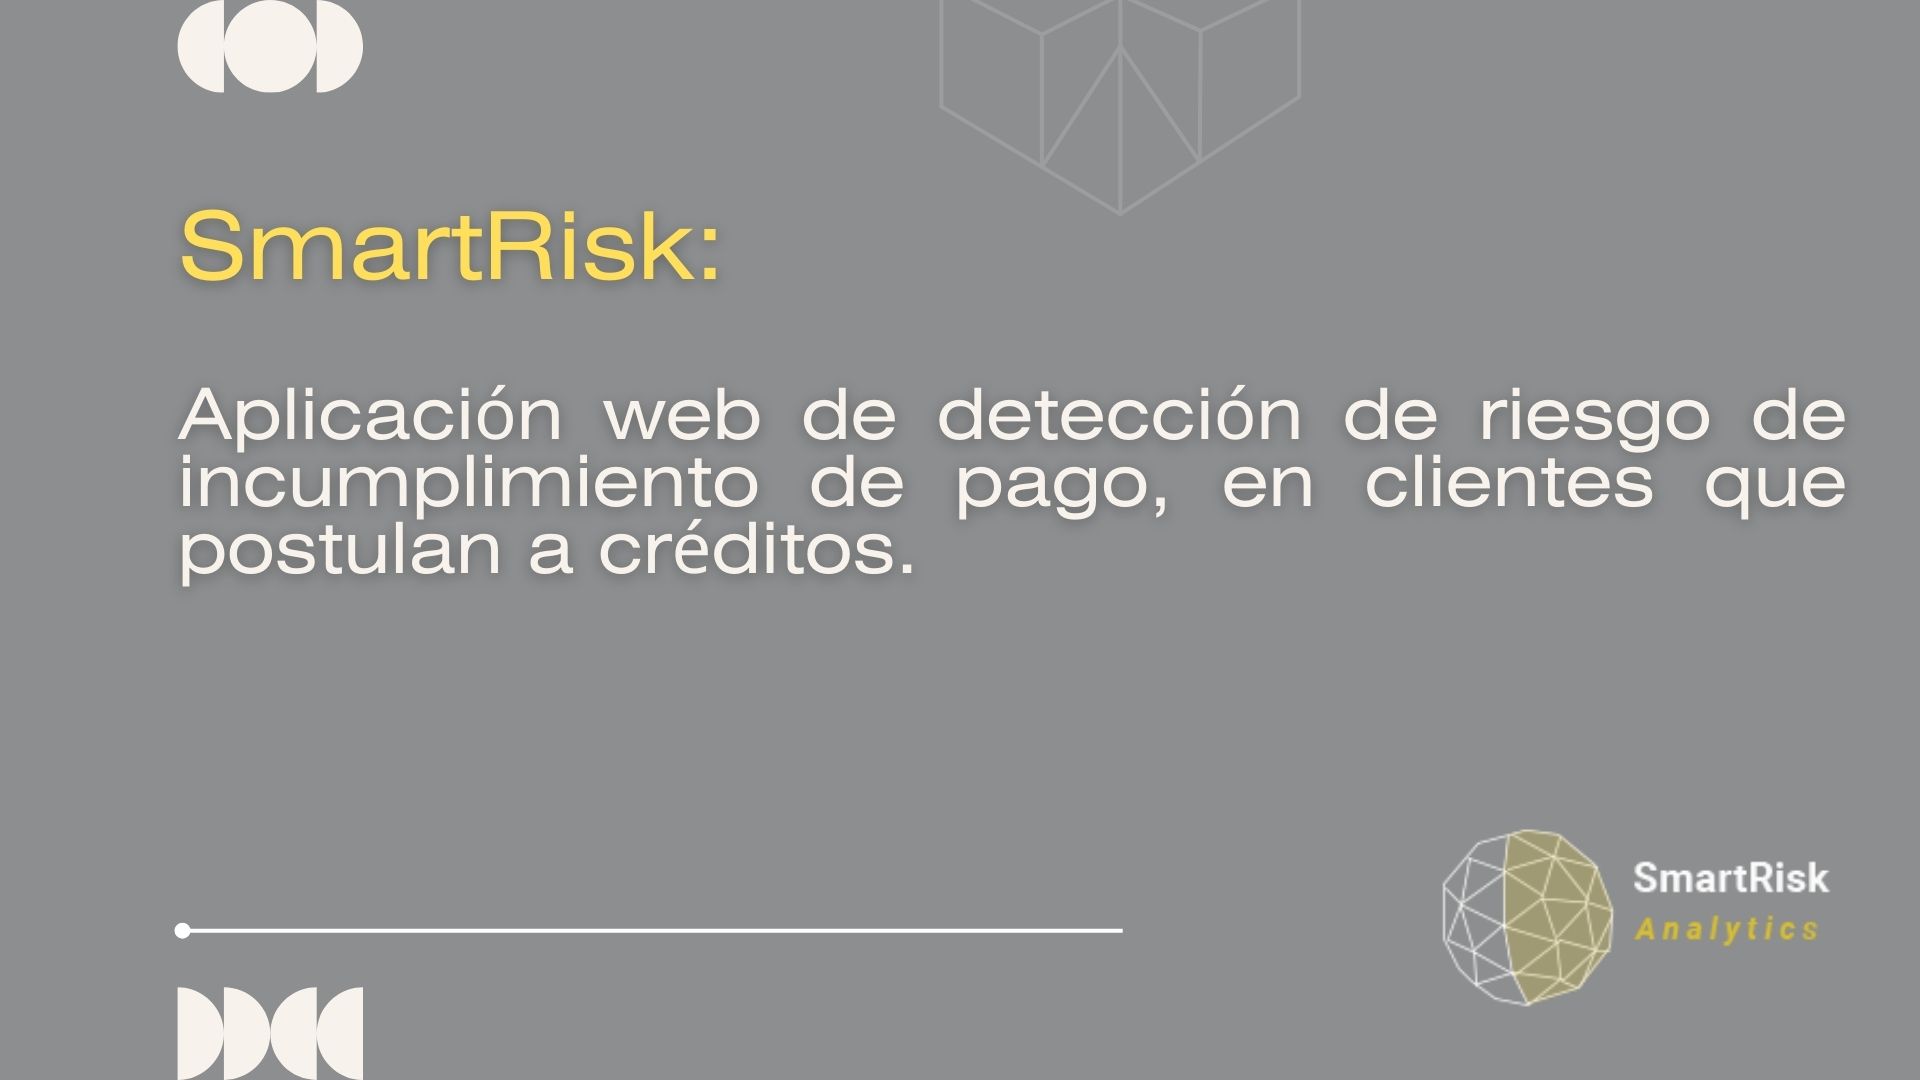 SmartRisk:
Aplicación web de detección de riesgo de
incumplimiento de pago, en clientes que
postulan a créditos.
SmartRisk
Analytics